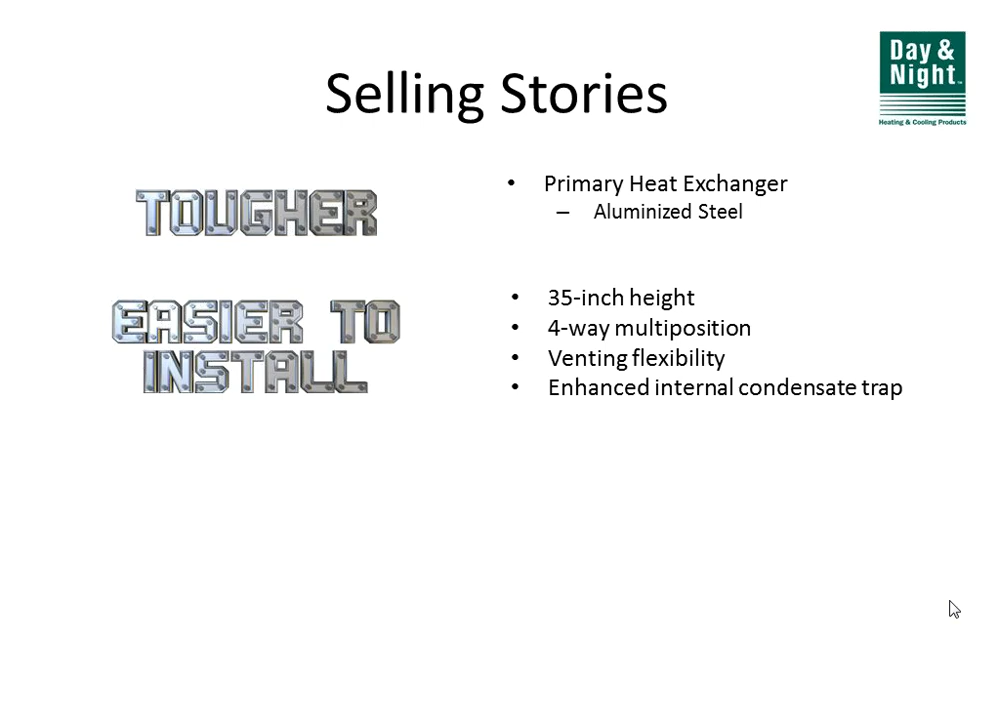 Selling Stories
Day &
Night™
Heating & Cooling Products
TOUGHER
• Primary Heat Exchanger
– Aluminized Steel
EASIER TO
INSTALL
• 35-inch height
• 4-way multiposition
• Venting flexibility
• Enhanced internal condensate trap